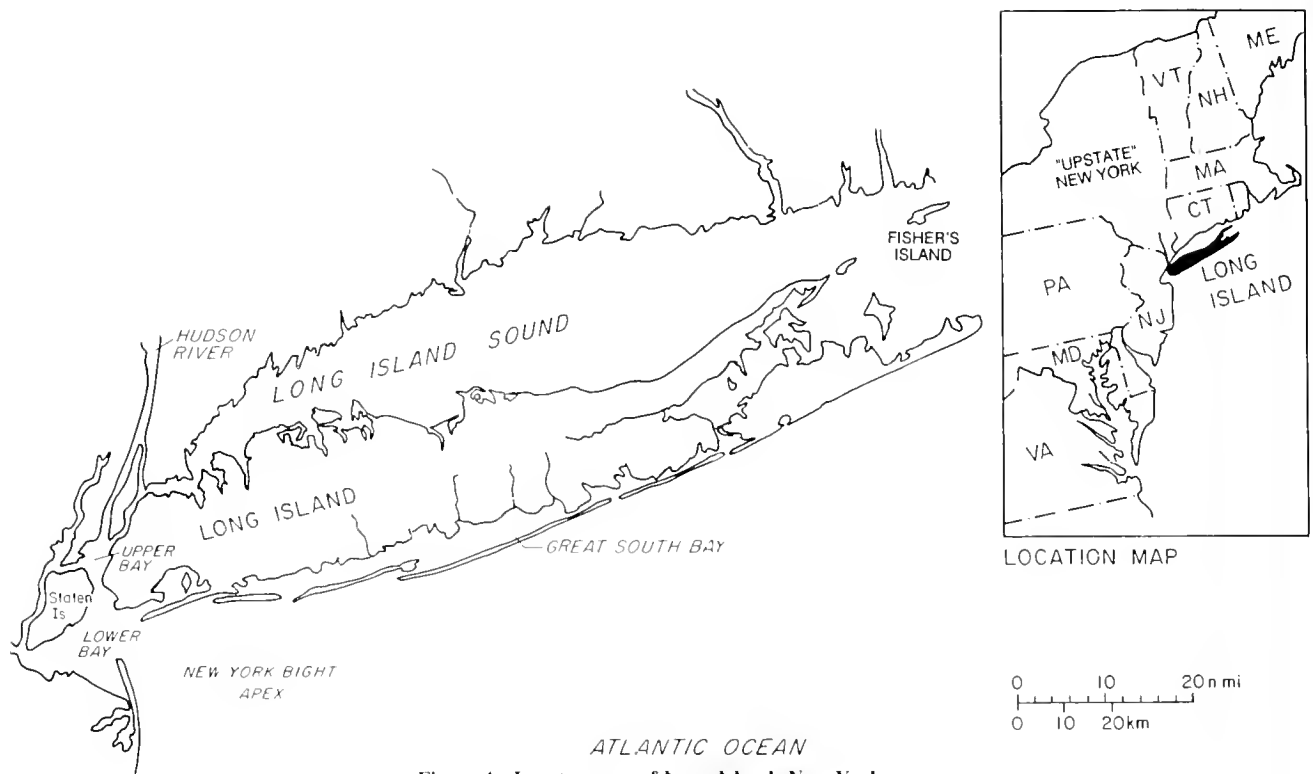 HUDSON
RIVER
LONG ISLAND SOUND
FISHER'S
ISLAND
LONG ISLAND
GREAT SOUTH BAY
UPPER
BAY
Staten
Is
LOWER
BAY
NEW YORK BIGHT
APEX
ATLANTIC OCEAN
ME
VT
NH
"UPSTATE"
NEW YORK
MA
CT
LONG
ISLAND
PA
NJ
MD
VA
LOCATION MAP
0 10 20 n mi
0 10 20km